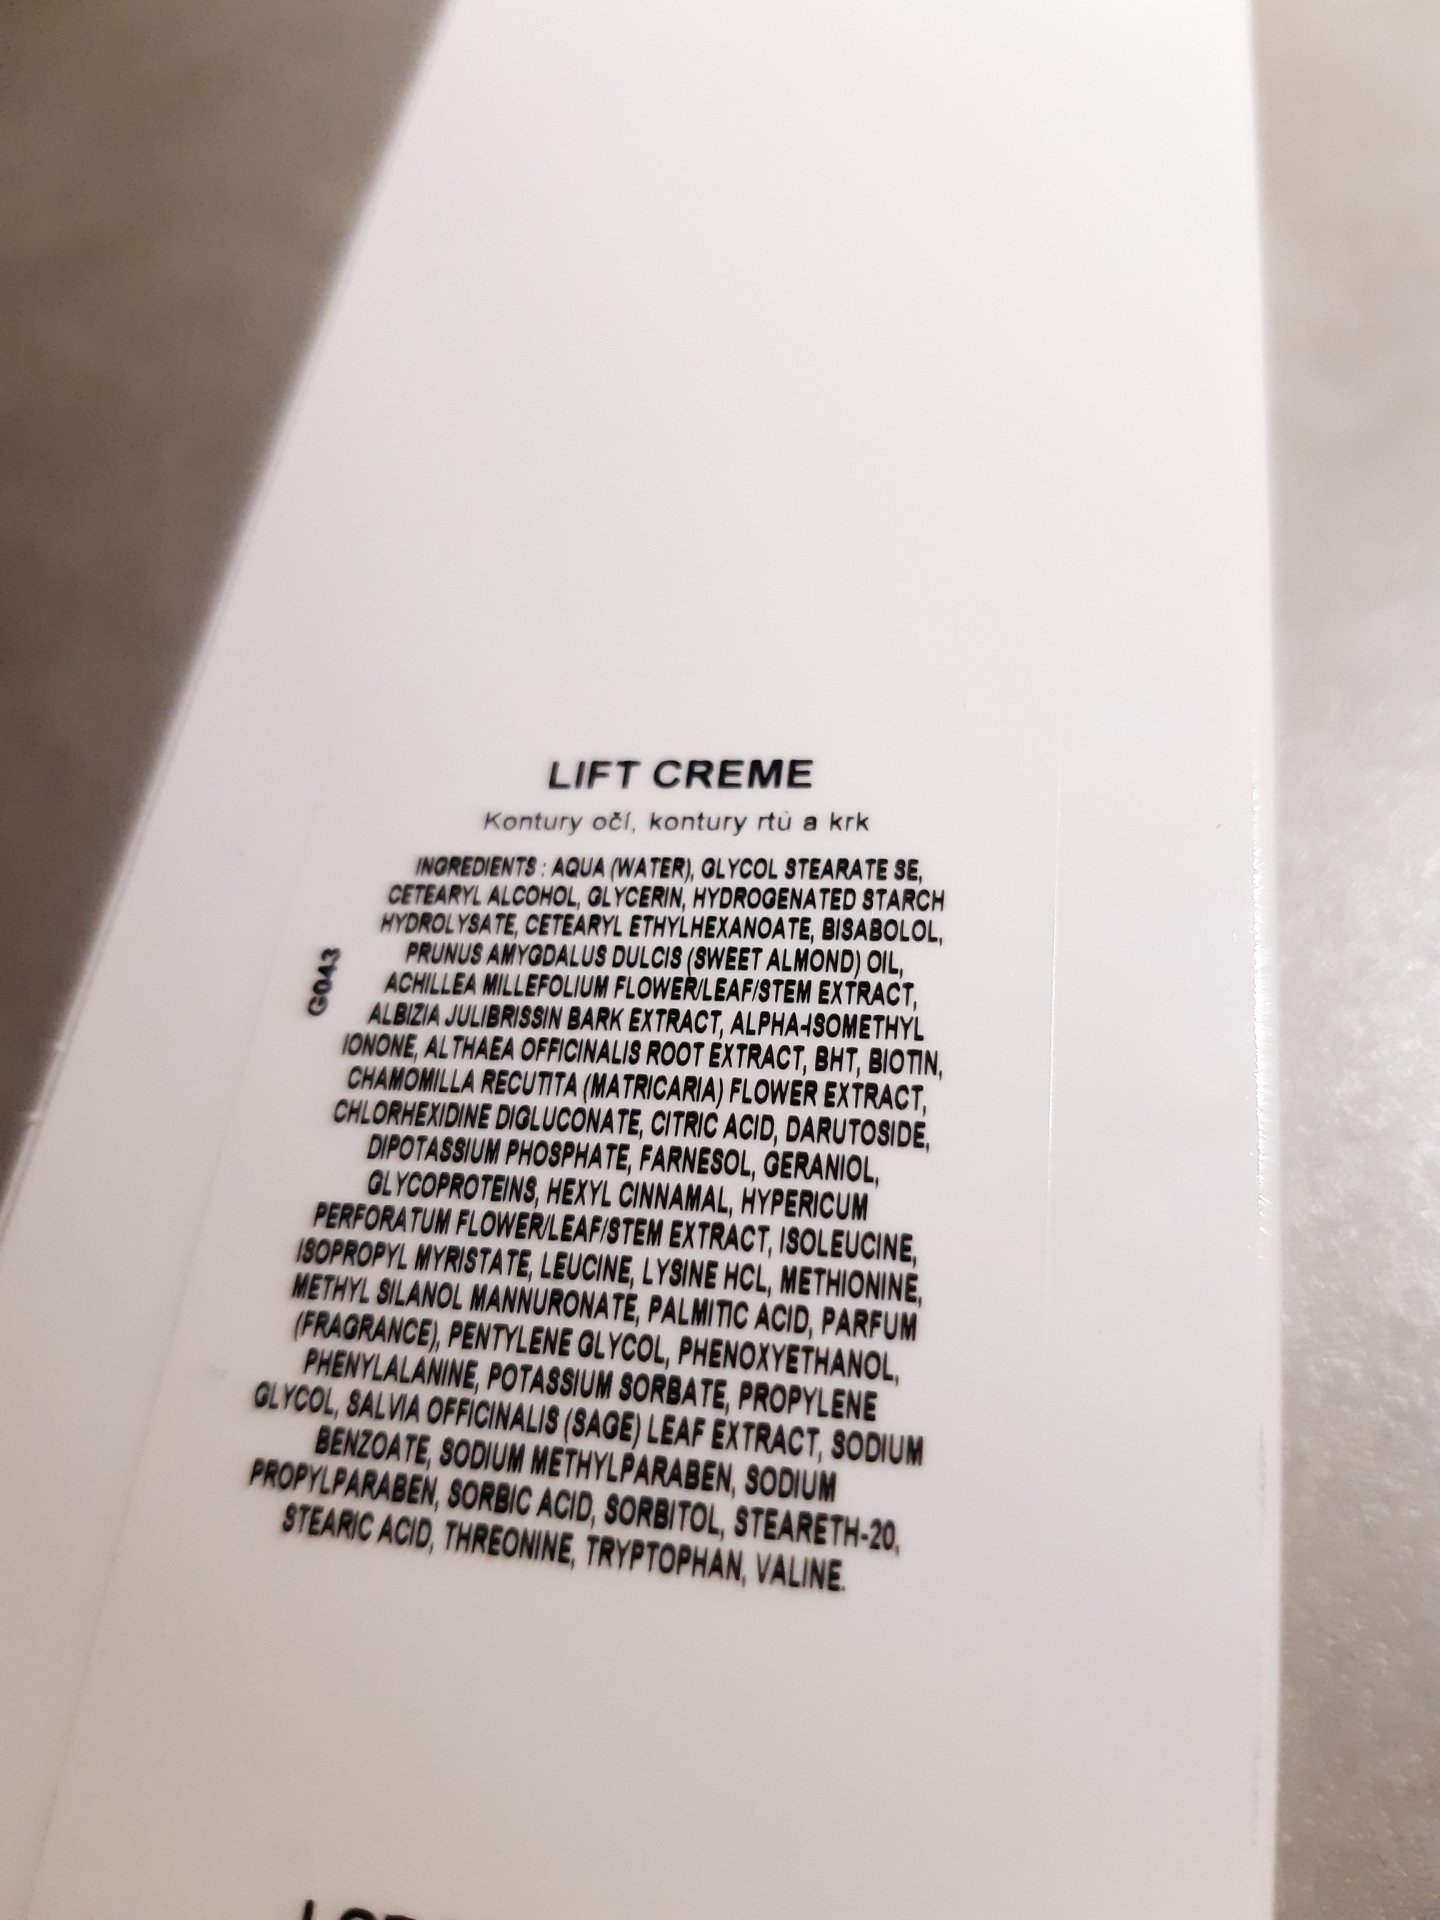 LIFT CREME
Kontury očí, kontury rtů a krk
INGREDIENTS : AQUA (WATER), GLYCOL STEARATE SE,
CETEARYL ALCOHOL, GLYCERIN, HYDROGENATED STARCH
HYDROLYSATE, CETEARYL ETHYLHEXANOATE, BISABOLOL,
PRUNUS AMYGDALUS DULCIS (SWEET ALMOND) OIL,
ACHILLEA MILLEFOLIUM FLOWER/LEAF/STEM EXTRACT,
ALBIZIA JULIBRISSIN BARK EXTRACT, ALPHA-ISOMETHYL
IONONE, ALTHAEA OFFICINALIS ROOT EXTRACT, BHT, BIOTIN,
CHAMOMILLA RECUTITA (MATRICARIA) FLOWER EXTRACT,
CHLORHEXIDINE DIGLUCONATE, CITRIC ACID, DARUTOSIDE,
DIPOTASSIUM PHOSPHATE, FARNESOL, GERANIOL,
GLYCOPROTEINS, HEXYL CINNAMAL, HYPERICUM
PERFORATUM FLOWER/LEAF/STEM EXTRACT, ISOLEUCINE,
ISOPROPYL MYRISTATE, LEUCINE, LYSINE HCL, METHIONINE,
METHYL SILANOL MANNURONATE, PALMITIC ACID, PARFUM
(FRAGRANCE), PENTYLENE GLYCOL, PHENOXYETHANOL,
PHENYLALANINE, POTASSIUM SORBATE, PROPYLENE
GLYCOL, SALVIA OFFICINALIS (SAGE) LEAF EXTRACT, SODIUM
BENZOATE, SODIUM METHYLPARABEN, SODIUM
PROPYLPARABEN, SORBIC ACID, SORBITOL, STEARETH-20,
STEARIC ACID, THREONINE, TRYPTOPHAN, VALINE.
G043